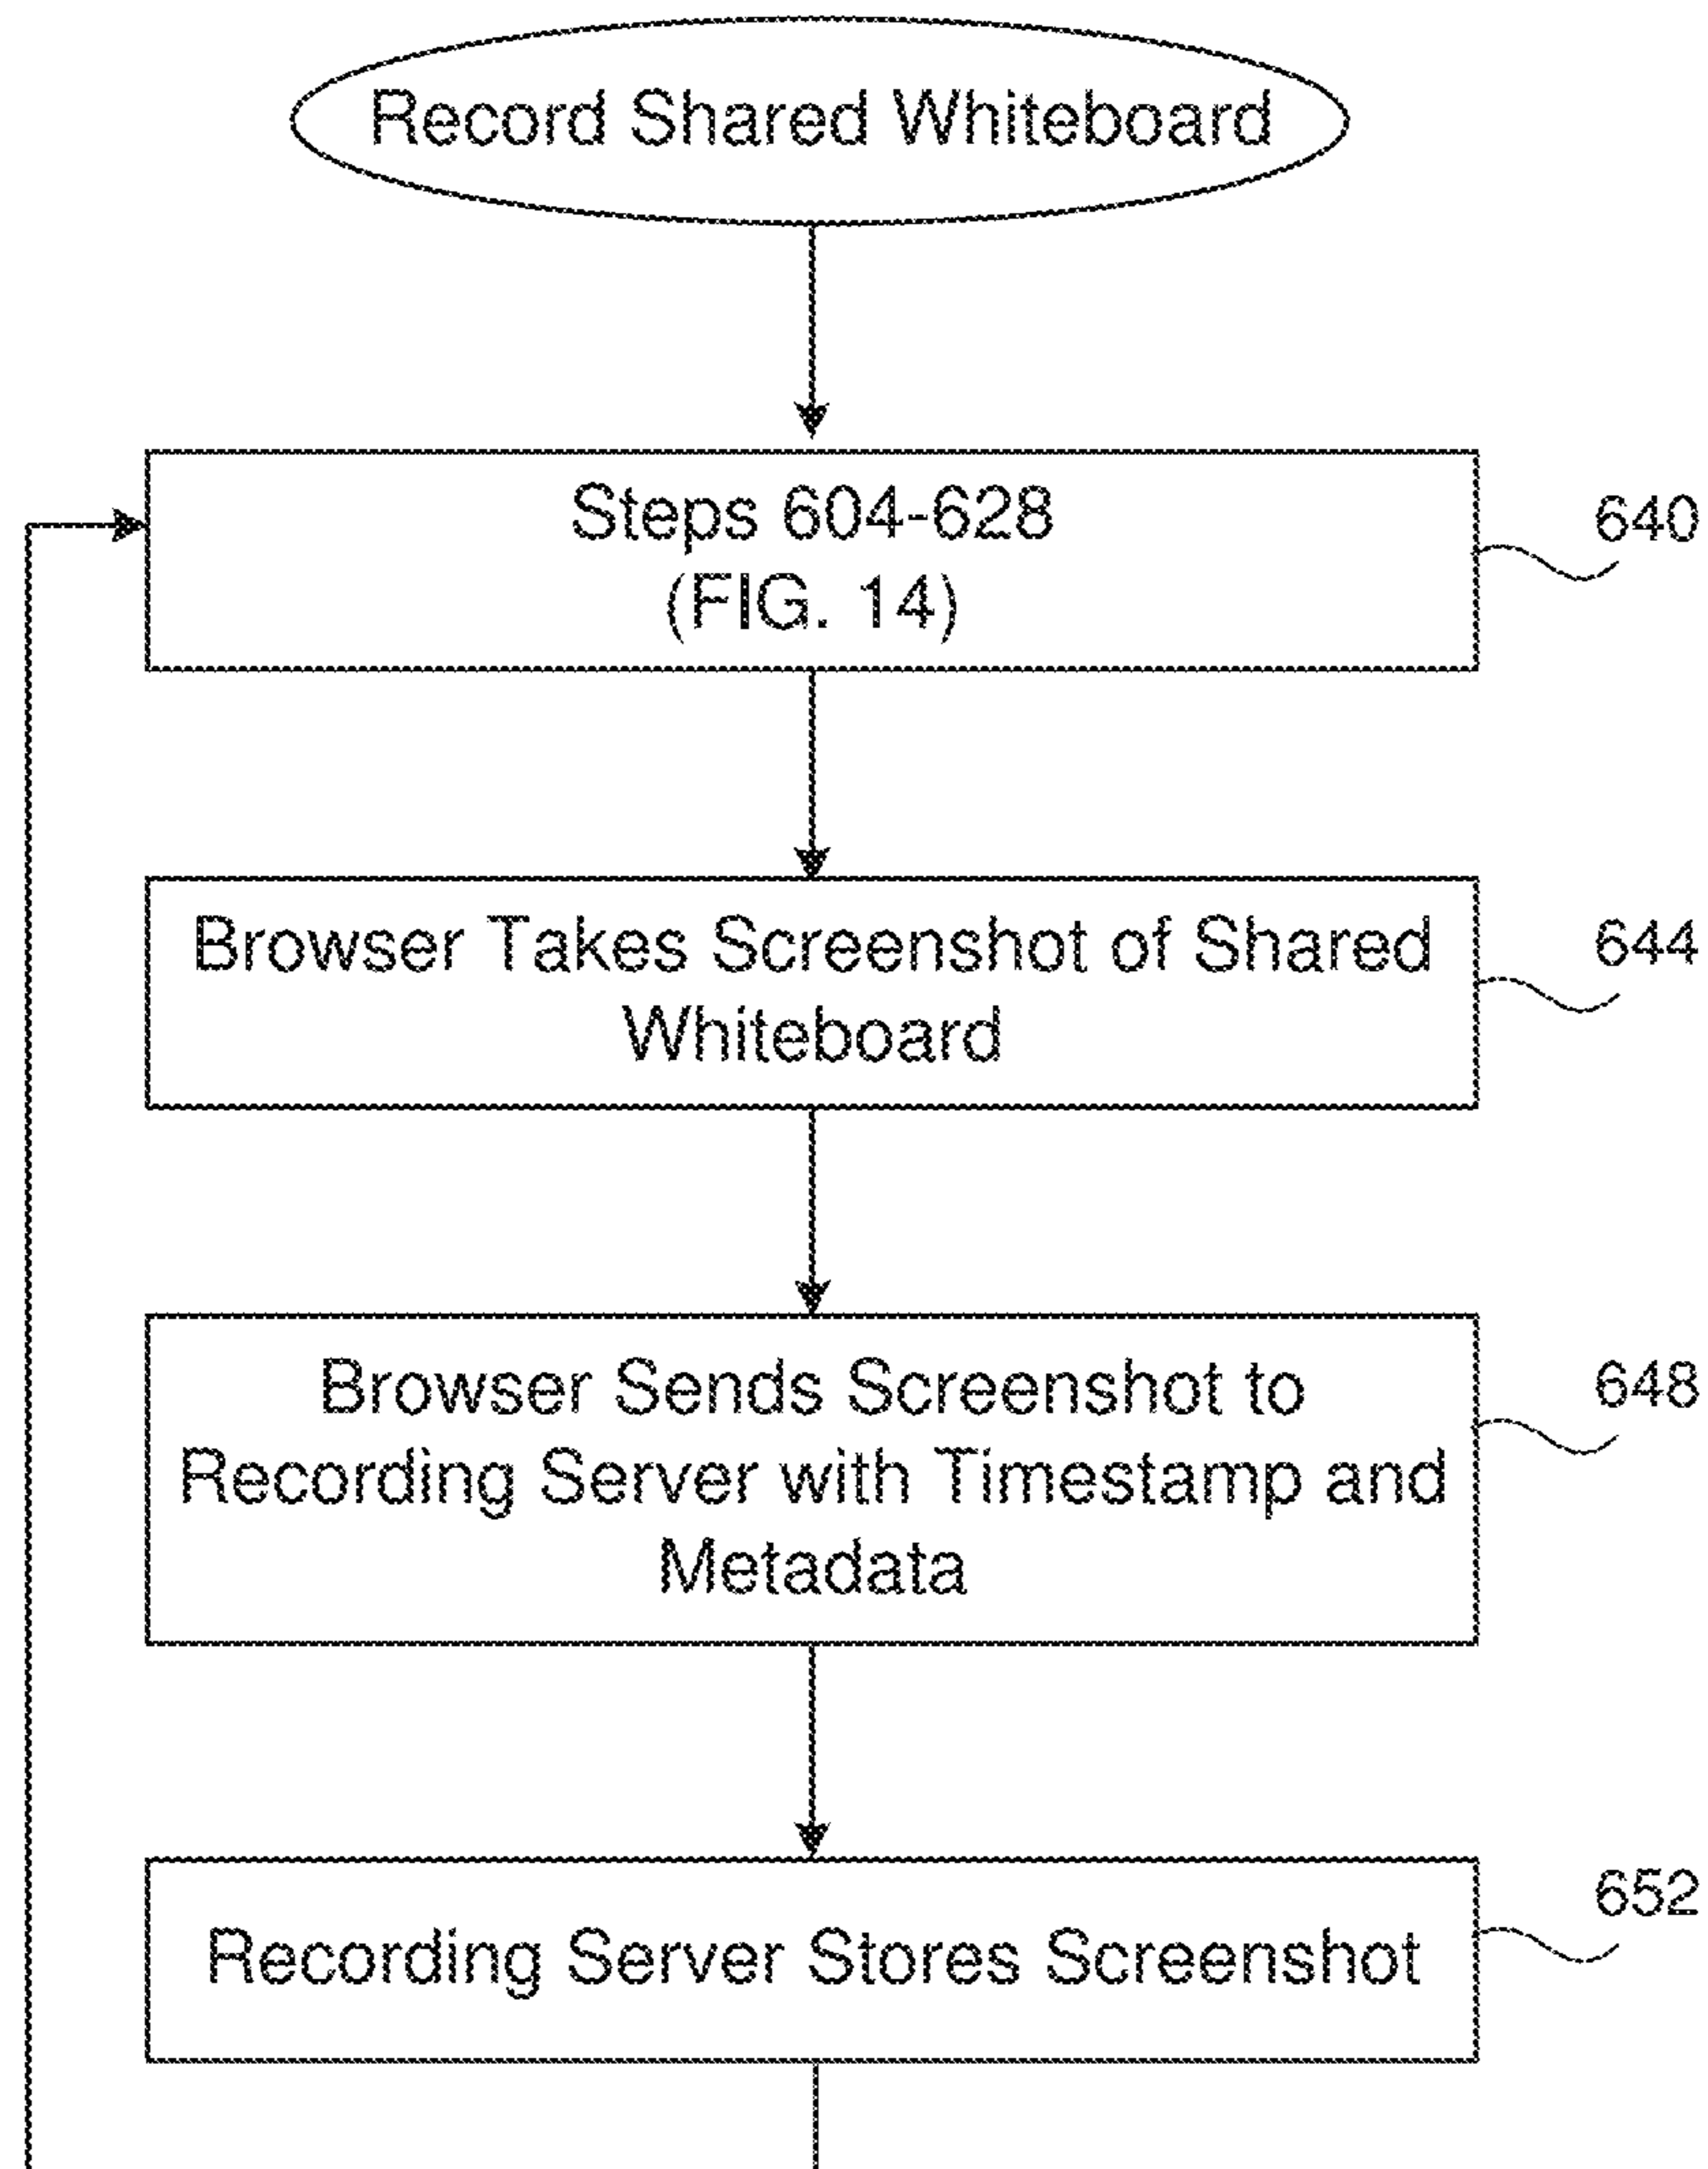 Record Shared Whiteboard
Steps 604-628
(FIG. 14)
640
Browser Takes Screenshot of Shared
Whiteboard
644
Browser Sends Screenshot to
Recording Server with Timestamp and
Metadata
648
Recording Server Stores Screenshot
652